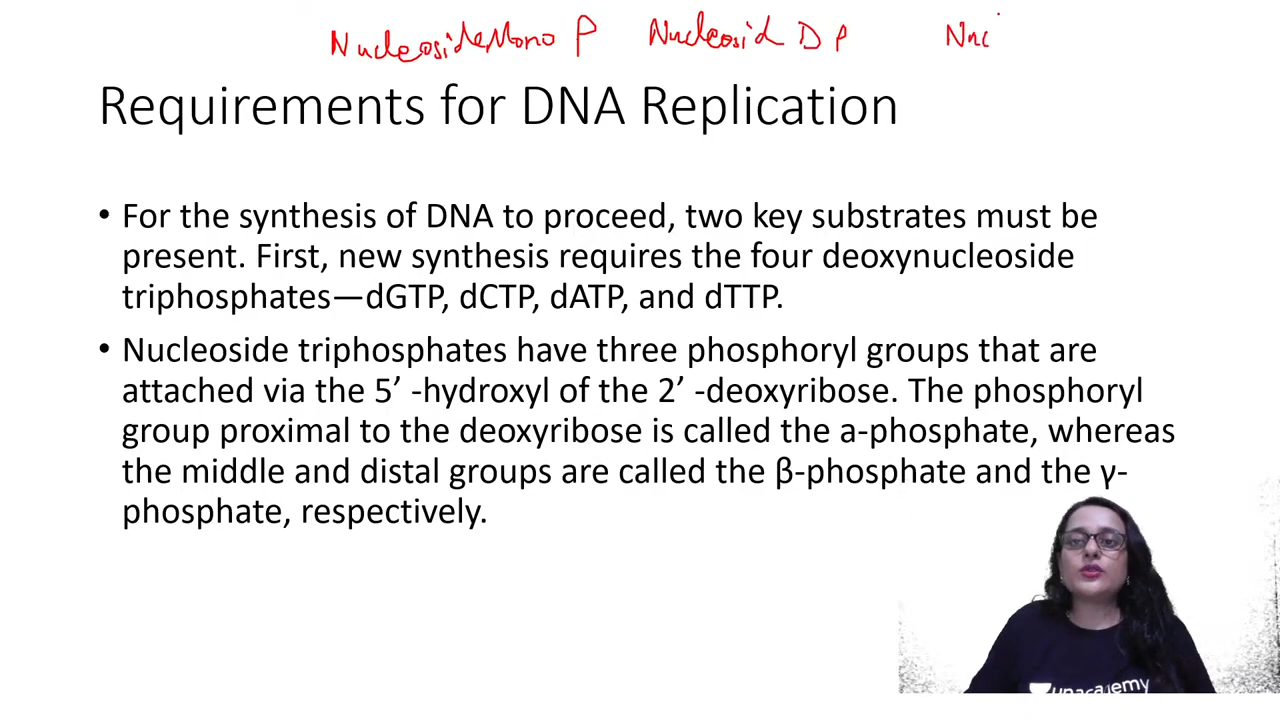 NucleosideMono P Nucleosid D P Nuc
Requirements for DNA Replication
• For the synthesis of DNA to proceed, two key substrates must be
present. First, new synthesis requires the four deoxynucleoside
triphosphates—dGTP, dCTP, dATP, and dTTP.
• Nucleoside triphosphates have three phosphoryl groups that are
attached via the 5’ -hydroxyl of the 2’ -deoxyribose. The phosphoryl
group proximal to the deoxyribose is called the a-phosphate, whereas
the middle and distal groups are called the β-phosphate and the γ-
phosphate, respectively.
unacademy